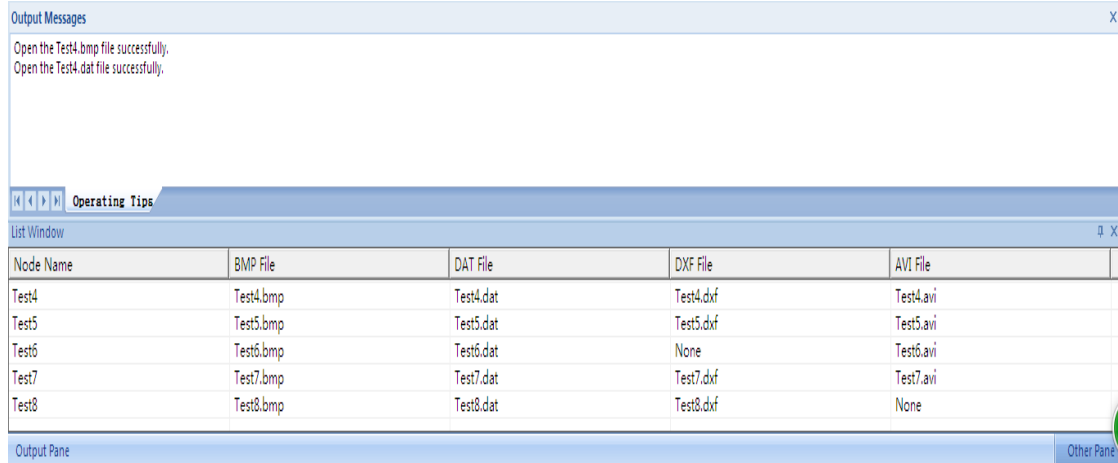 Output Messages X
Open the Test4.bmp file successfully.
Open the Test4.dat file successfully.
Operating Tips
List Window X
Node Name BMP File DAT File DXF File AVI File
Test4 Test4.bmp Test4.dat Test4.dxf Test4.avi
Test5 Test5.bmp Test5.dat Test5.dxf Test5.avi
Test6 Test6.bmp Test6.dat None Test6.avi
Test7 Test7.bmp Test7.dat Test7.dxf Test7.avi
Test8 Test8.bmp Test8.dat Test8.dxf None
Output Pane Other Pane